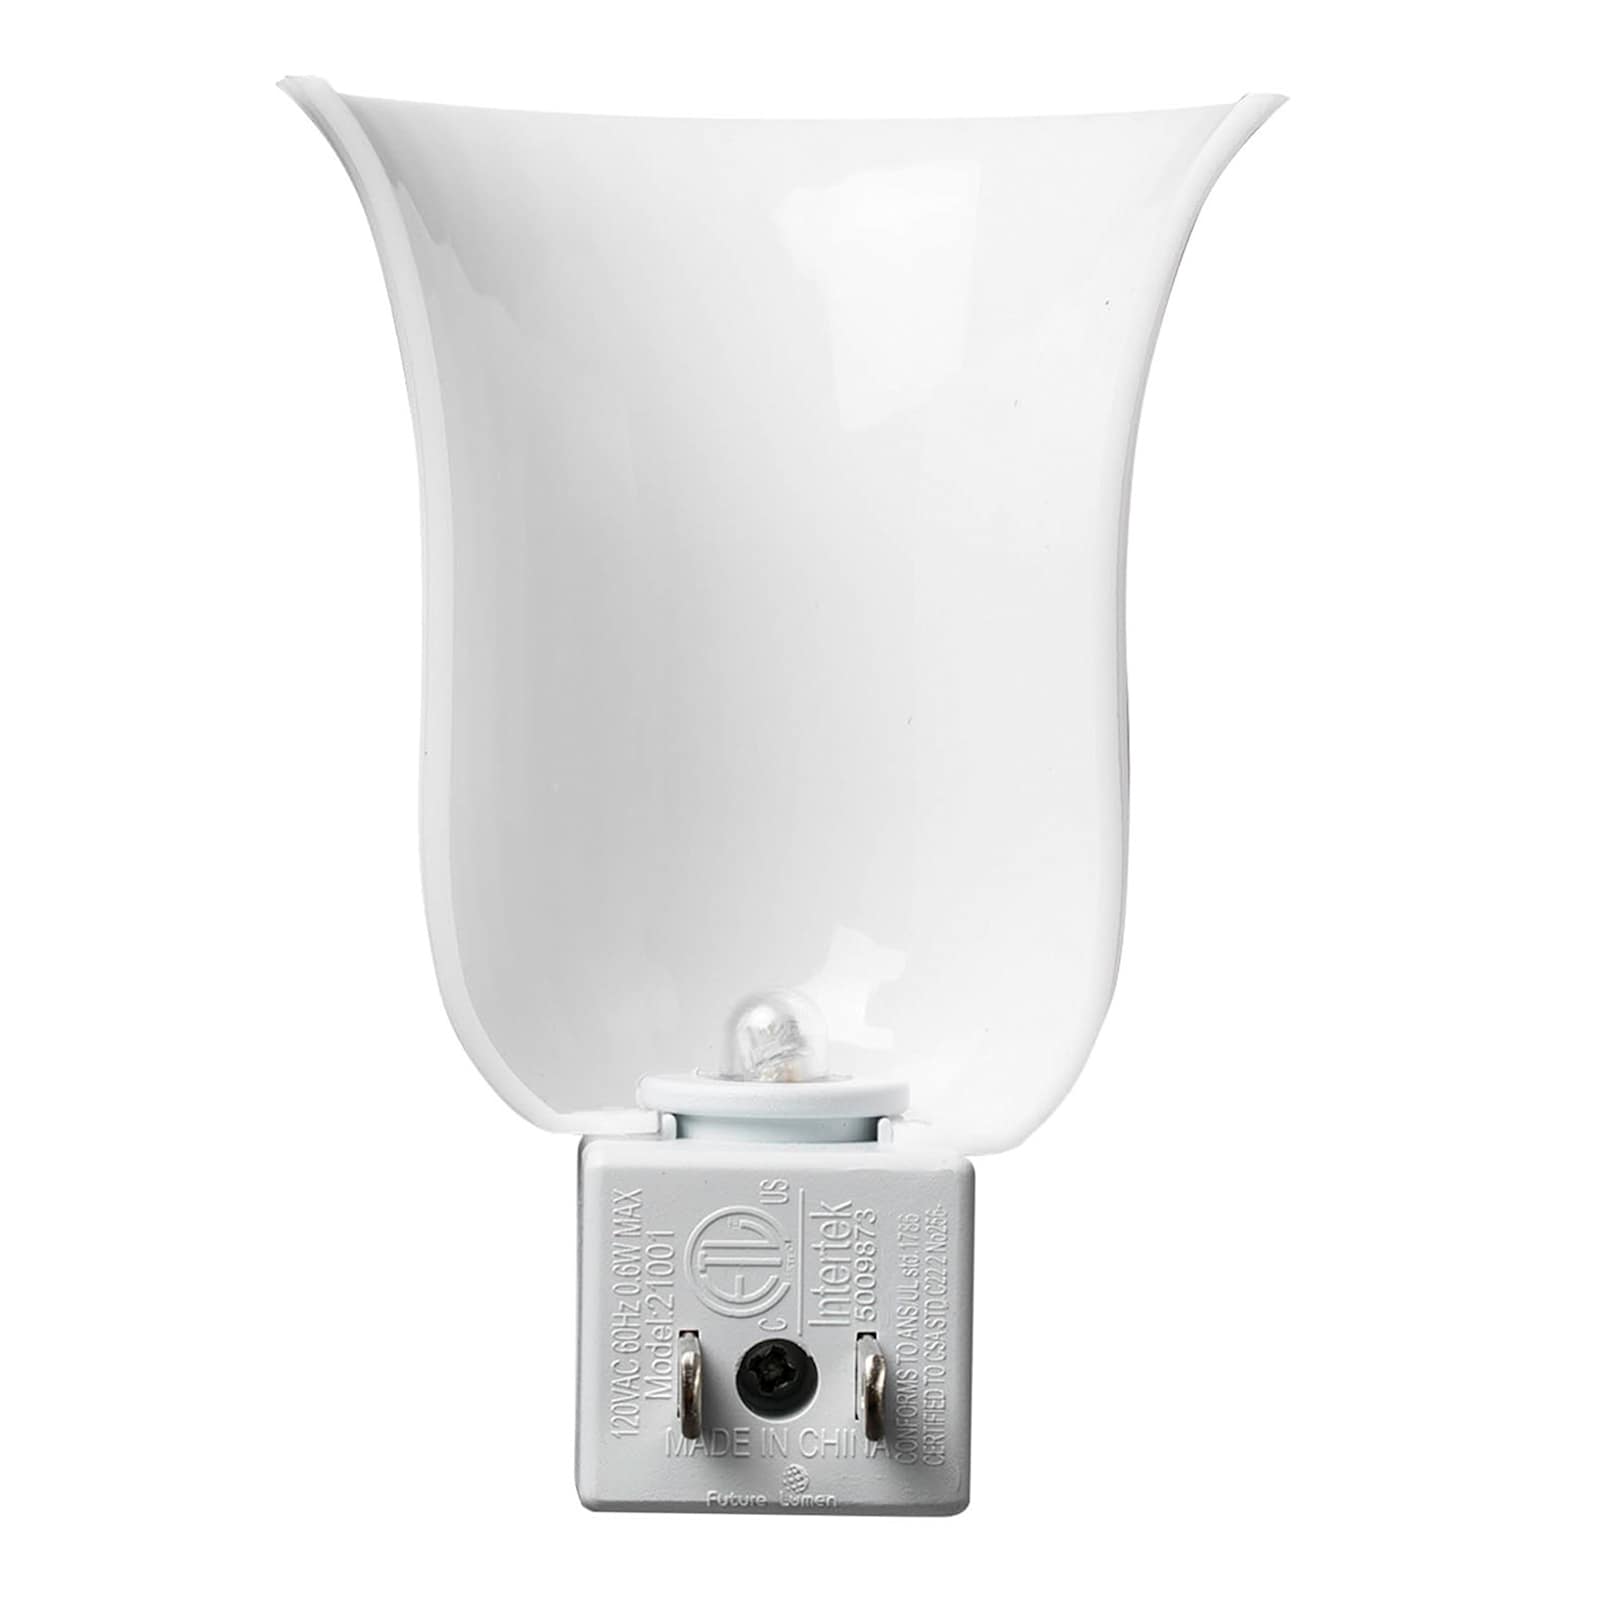 120VAC 60Hz 0.6W MAX
Model:21001
C ETL US
Intertek
5009873
CONFORMS TO ANS/UL std.1786
CERTIFIED TO CSA STD C22.2 No256-
MADE IN CHINA
Future Lumen